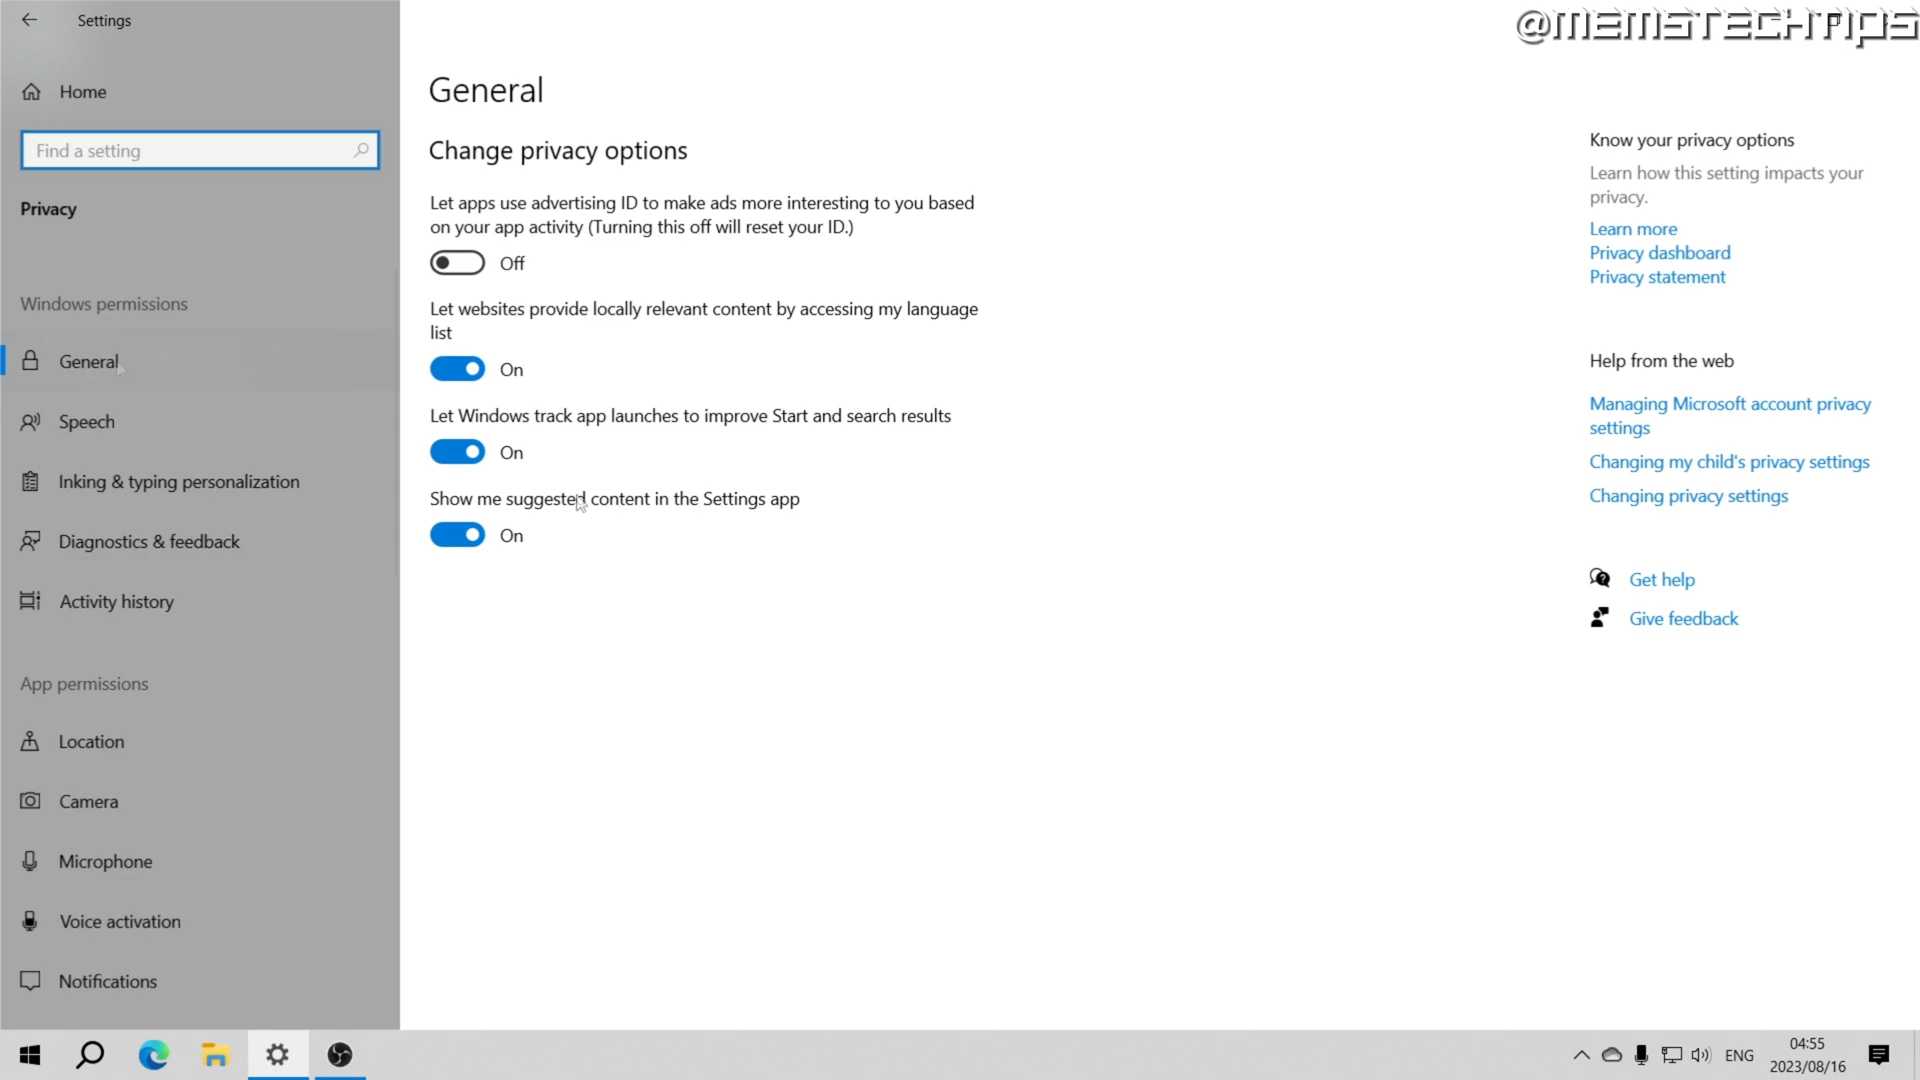 Settings
@MEMSTECHTIPS
Home
Find a setting
Privacy
Windows permissions
General
Speech
Inking & typing personalization
Diagnostics & feedback
Activity history
App permissions
Location
Camera
Microphone
Voice activation
Notifications
General
Change privacy options
Let apps use advertising ID to make ads more interesting to you based
on your app activity (Turning this off will reset your ID.)
Off
Let websites provide locally relevant content by accessing my language
list
On
Let Windows track app launches to improve Start and search results
On
Show me suggested content in the Settings app
On
Know your privacy options
Learn how this setting impacts your
privacy.
Learn more
Privacy dashboard
Privacy statement
Help from the web
Managing Microsoft account privacy
settings
Changing my child's privacy settings
Changing privacy settings
Get help
Give feedback
ENG
04:55
2023/08/16